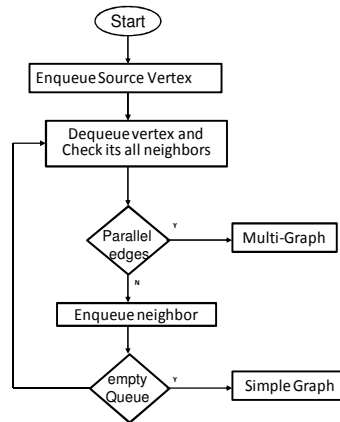 Start
Enqueue Source Vertex
Dequeue vertex and
Check its all neighbors
Parallel
edges
Y
Multi-Graph
N
Enqueue neighbor
empty
Queue
Y
Simple Graph